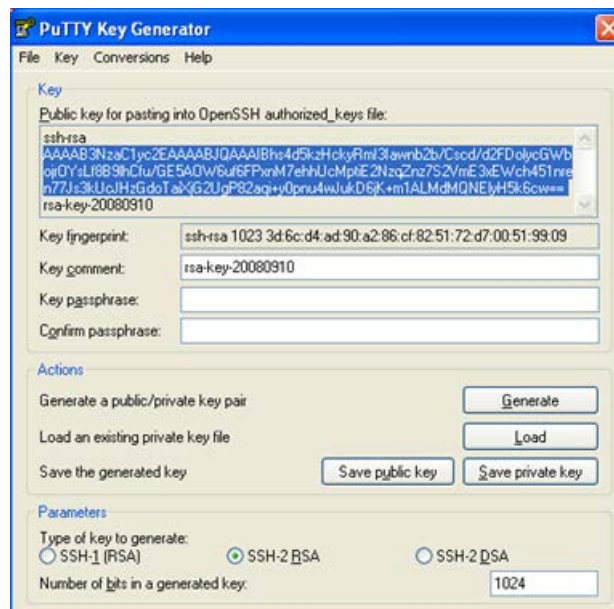 PuTTY Key Generator
File Key Conversions Help
Key
Public key for pasting into OpenSSH authorized_keys file:
ssh-rsa
rsa-key-20080910
Key fingerprint: ssh-rsa 1023 3d:6c:d4:ad:90:a2:86:cf:82:51:72:d7:00:51:99:09
Key comment: rsa-key-20080910
Key passphrase:
Confirm passphrase:
Actions
Generate a public/private key pair Generate
Load an existing private key file Load
Save the generated key Save public key Save private key
Parameters
Type of key to generate:
SSH-1 (RSA) SSH-2 RSA SSH-2 DSA
Number of bits in a generated key: 1024